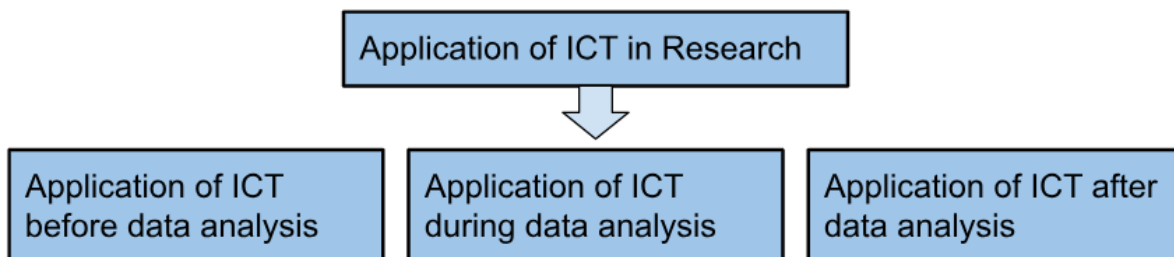 Application of ICT in Research
Application of ICT
before data analysis
Application of ICT
during data analysis
Application of ICT after
data analysis